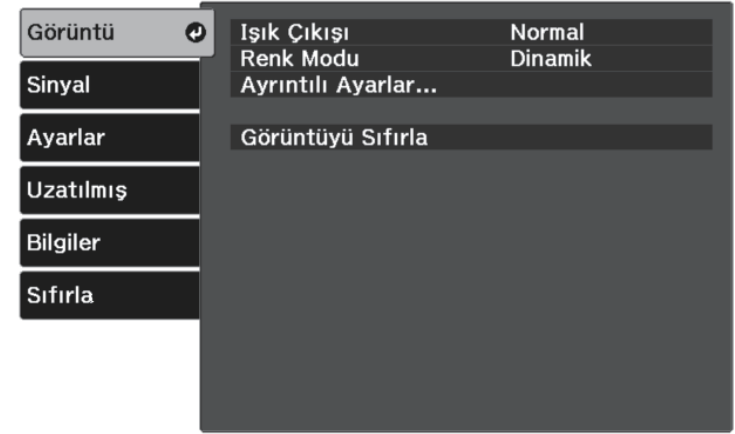 Görüntü
Sinyal
Ayarlar
Uzatılmış
Bilgiler
Sıfırla
Işık Çıkışı Normal
Renk Modu Dinamik
Ayrıntılı Ayarlar...
Görüntüyü Sıfırla